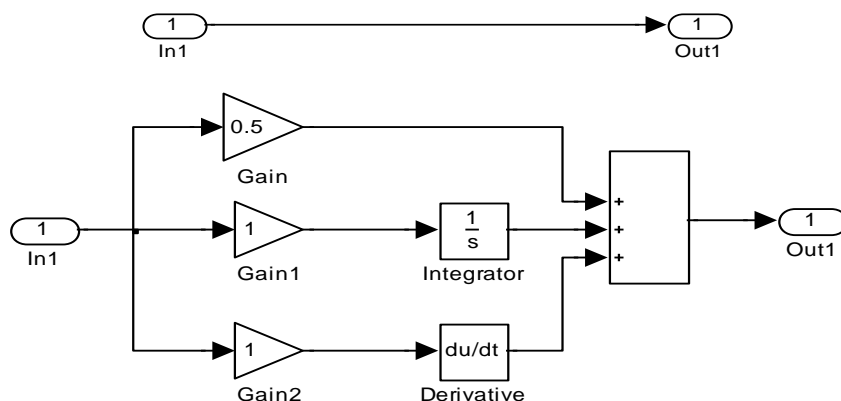 1
In1
1
Out1
0.5
Gain
+
1
In1
1
Gain1
1
s
Integrator
+
1
Out1
+
1
Gain2
du/dt
Derivative